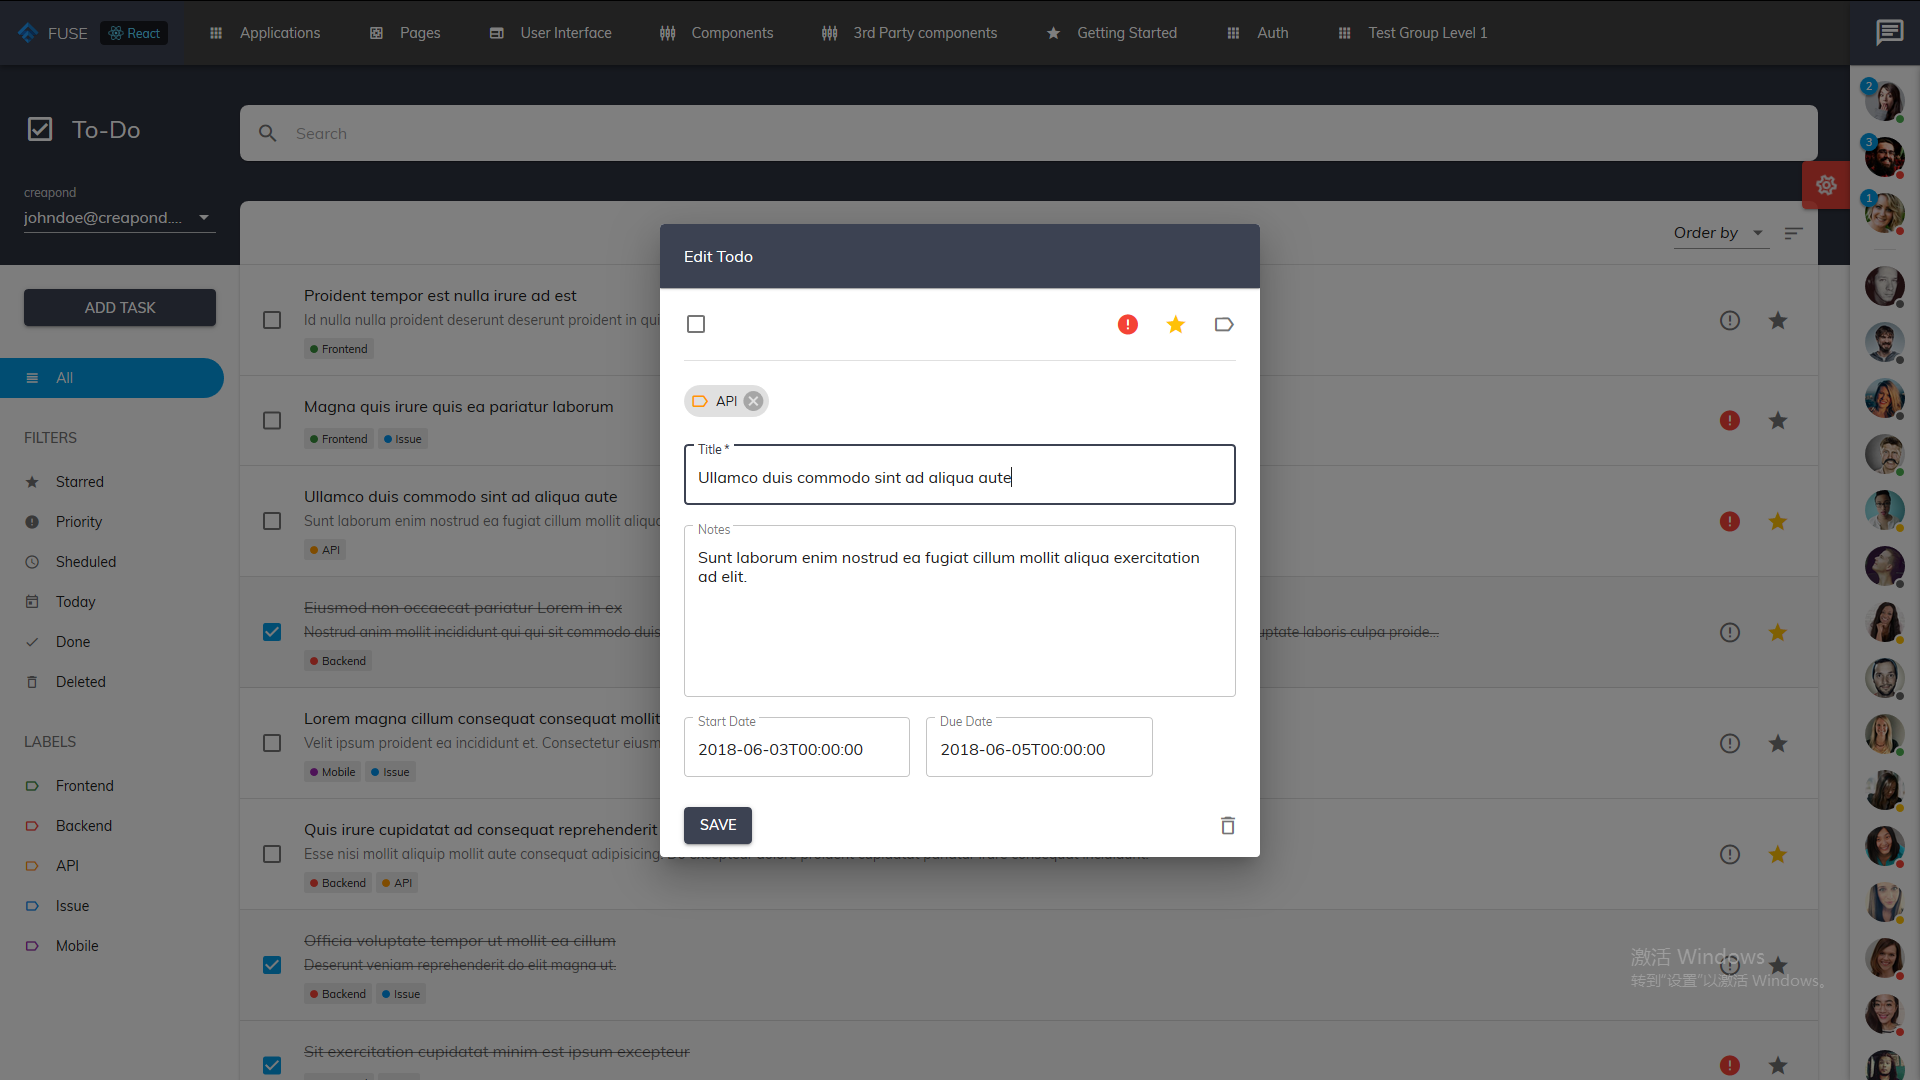 FUSE React Applications Pages User Interface Components 3rd Party components Getting Started Auth Test Group Level 1
To-Do
Search
creapond
johndoe@creapond....
Order by
ADD TASK
All
FILTERS
Starred
Priority
Sheduled
Today
Done
Deleted
LABELS
Frontend
Backend
API
Issue
Mobile
Proident tempor est nulla irure ad est
Id nulla nulla proident deserunt deserunt proident in qui
Frontend
Magna quis irure quis ea pariatur laborum
Frontend Issue
Ullamco duis commodo sint ad aliqua aute
Sunt laborum enim nostrud ea fugiat cillum mollit aliqua
API
Eiusmod non occaecat pariatur Lorem in ex
Nostrud anim mollit incididunt qui qui sit commodo duis
laboris culpa proide...
Backend
Lorem magna cillum consequat consequat mollit
Velit ipsum proident ea incididunt et. Consectetur eiusm
Mobile Issue
Quis irure cupidatat ad consequat reprehenderit
Esse nisi mollit aliquip mollit aute consequat adipisicing.
Backend API
Officia voluptate tempor ut mollit ea cillum
Deserunt veniam reprehenderit do elit magna ut.
Backend Issue
Sit exercitation cupidatat minim est ipsum excepteur
Edit Todo
API
Title *
Ullamco duis commodo sint ad aliqua aute
Notes
Sunt laborum enim nostrud ea fugiat cillum mollit aliqua exercitation
ad elit.
Start Date
2018-06-03T00:00:00
Due Date
2018-06-05T00:00:00
SAVE
2
3
1
激活 Windows
转到"设置"以激活 Windows。